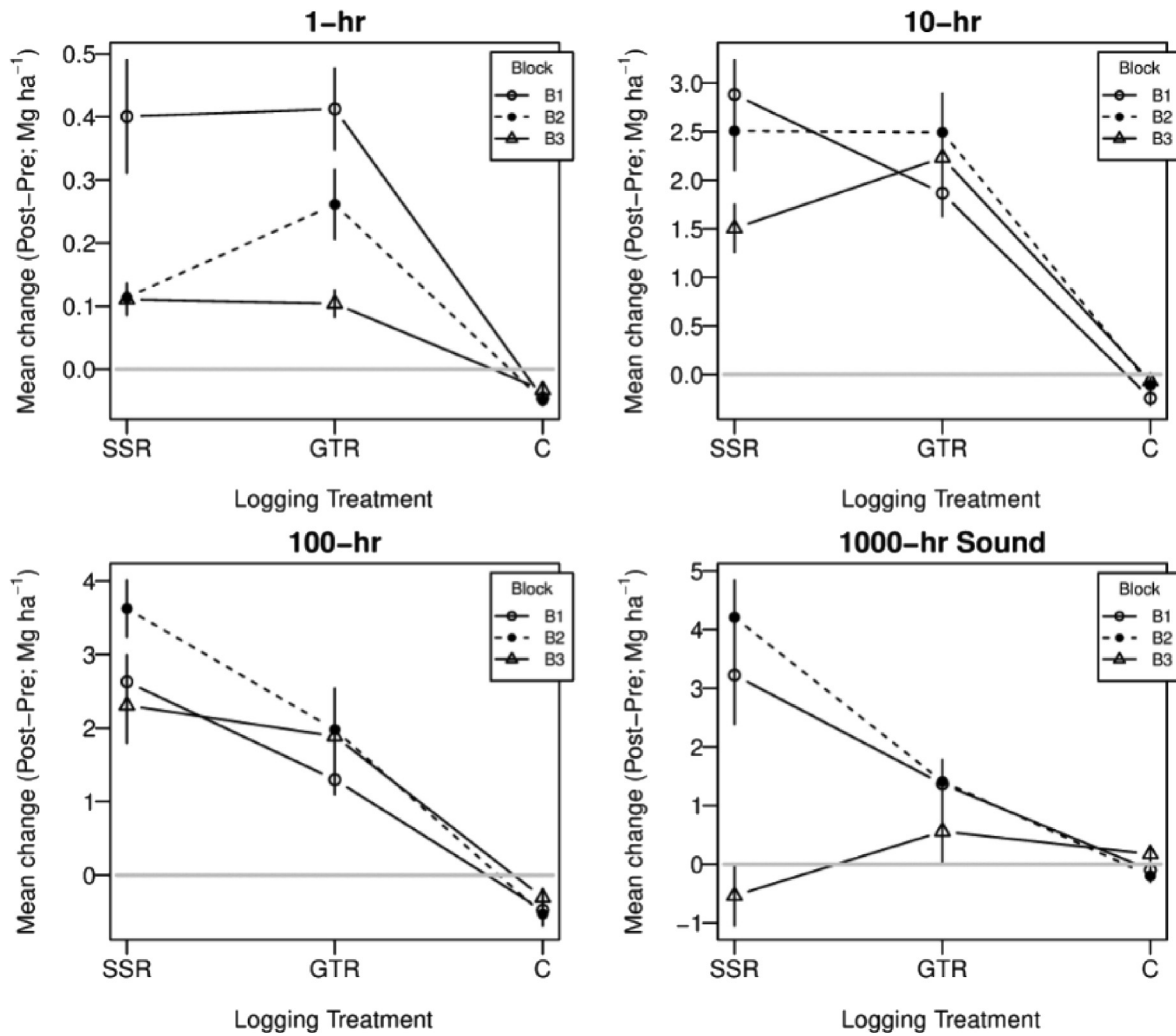 1−hr
Mean change (Post−Pre; Mg ha−1)
0.5
0.4
0.3
0.2
0.1
0.0
Block
B1
B2
B3
SSR
GTR
C
Logging Treatment
10−hr
Mean change (Post−Pre; Mg ha−1)
3.0
2.5
2.0
1.5
1.0
0.5
0.0
Block
B1
B2
B3
SSR
GTR
C
Logging Treatment
100−hr
Mean change (Post−Pre; Mg ha−1)
4
3
2
1
0
Block
B1
B2
B3
SSR
GTR
C
Logging Treatment
1000−hr Sound
Mean change (Post−Pre; Mg ha−1)
5
4
3
2
1
0
−1
Block
B1
B2
B3
SSR
GTR
C
Logging Treatment